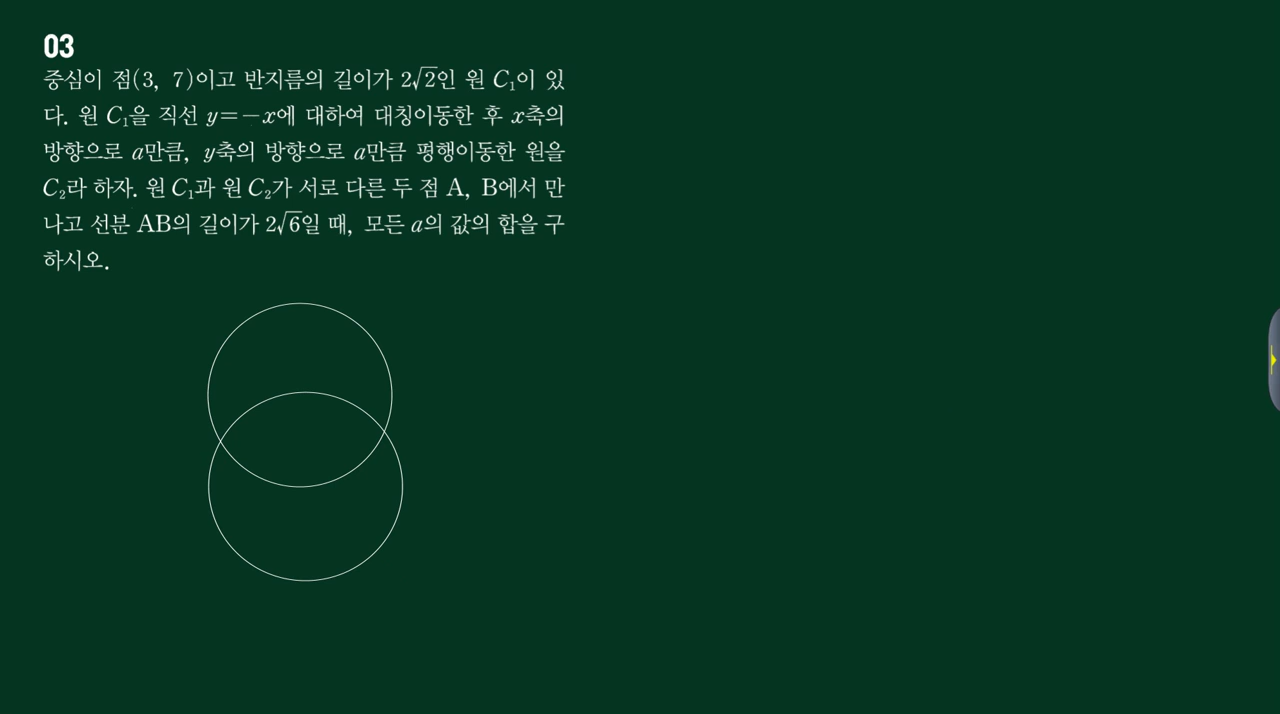 03
중심이 점(3, 7)이고 반지름의 길이가 2√2인 원 C₁이 있
다. 원 C₁을 직선 y=−x에 대하여 대칭이동한 후 x축의
방향으로 a만큼, y축의 방향으로 a만큼 평행이동한 원을
C₂라 하자. 원 C₁과 원 C₂가 서로 다른 두 점 A, B에서 만
나고 선분 AB의 길이가 2√6일 때, 모든 a의 값의 합을 구
하시오.